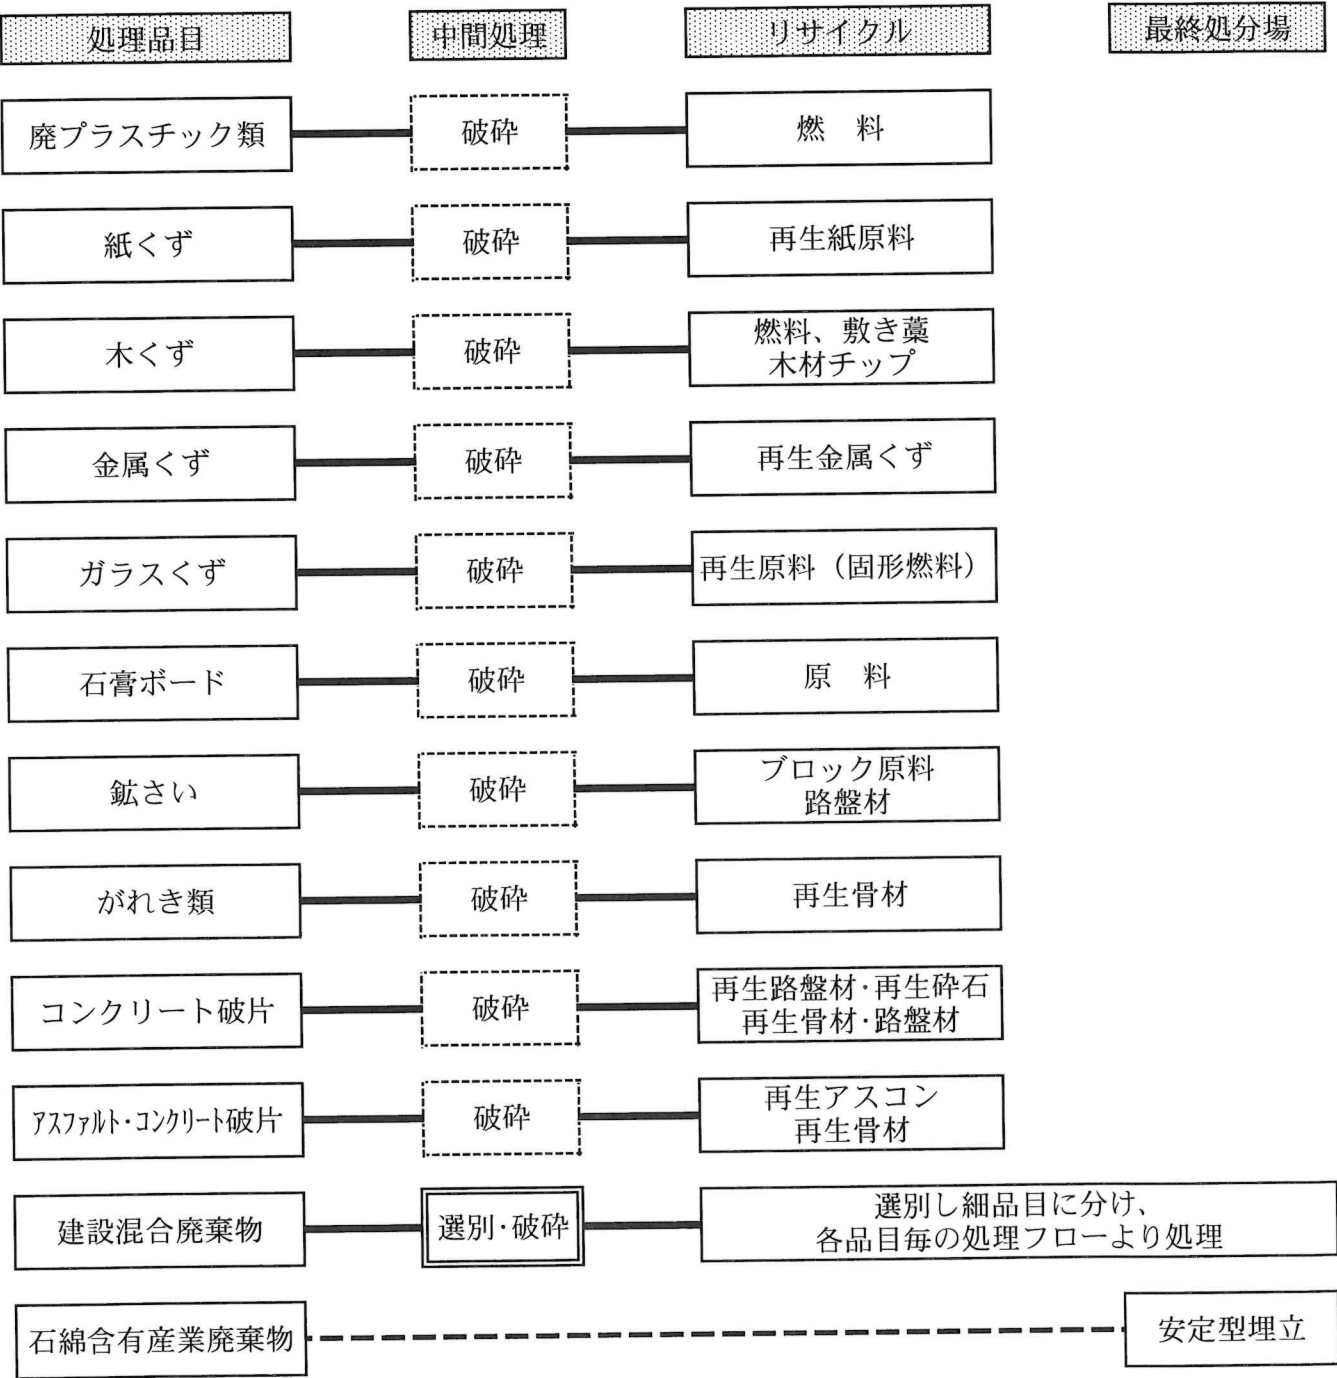 処理品目 中間処理 リサイクル 最終処分場
廃プラスチック類 破砕 燃　料
紙くず 破砕 再生紙原料
木くず 破砕 燃料、敷き藁
木材チップ
金属くず 破砕 再生金属くず
ガラスくず 破砕 再生原料（固形燃料）
石膏ボード 破砕 原　料
鉱さい 破砕 ブロック原料
路盤材
がれき類 破砕 再生骨材
コンクリート破片 破砕 再生路盤材・再生砕石
再生骨材・路盤材
ｱｽﾌｧﾙﾄ・ｺﾝｸﾘｰﾄ破片 破砕 再生アスコン
再生骨材
建設混合廃棄物 選別・破砕 選別し細品目に分け、
各品目毎の処理フローより処理
石綿含有産業廃棄物 安定型埋立